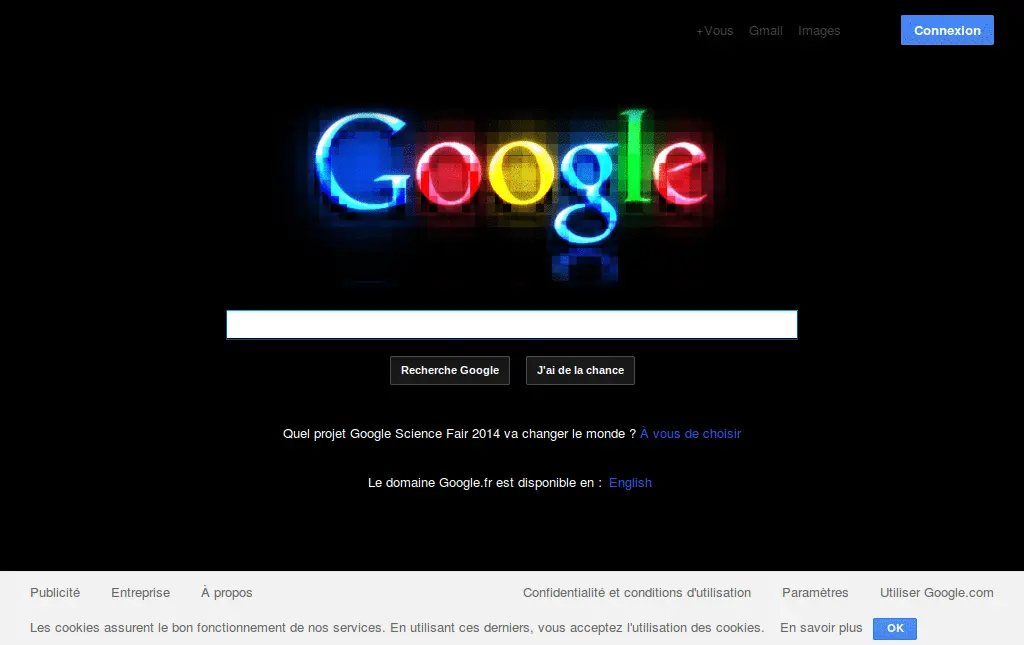 +Vous Gmail Images Connexion
Google
Recherche Google J'ai de la chance
Quel projet Google Science Fair 2014 va changer le monde ? À vous de choisir
Le domaine Google.fr est disponible en : English
Publicité Entreprise À propos Confidentialité et conditions d'utilisation Paramètres Utiliser Google.com
Les cookies assurent le bon fonctionnement de nos services. En utilisant ces derniers, vous acceptez l'utilisation des cookies. En savoir plus OK